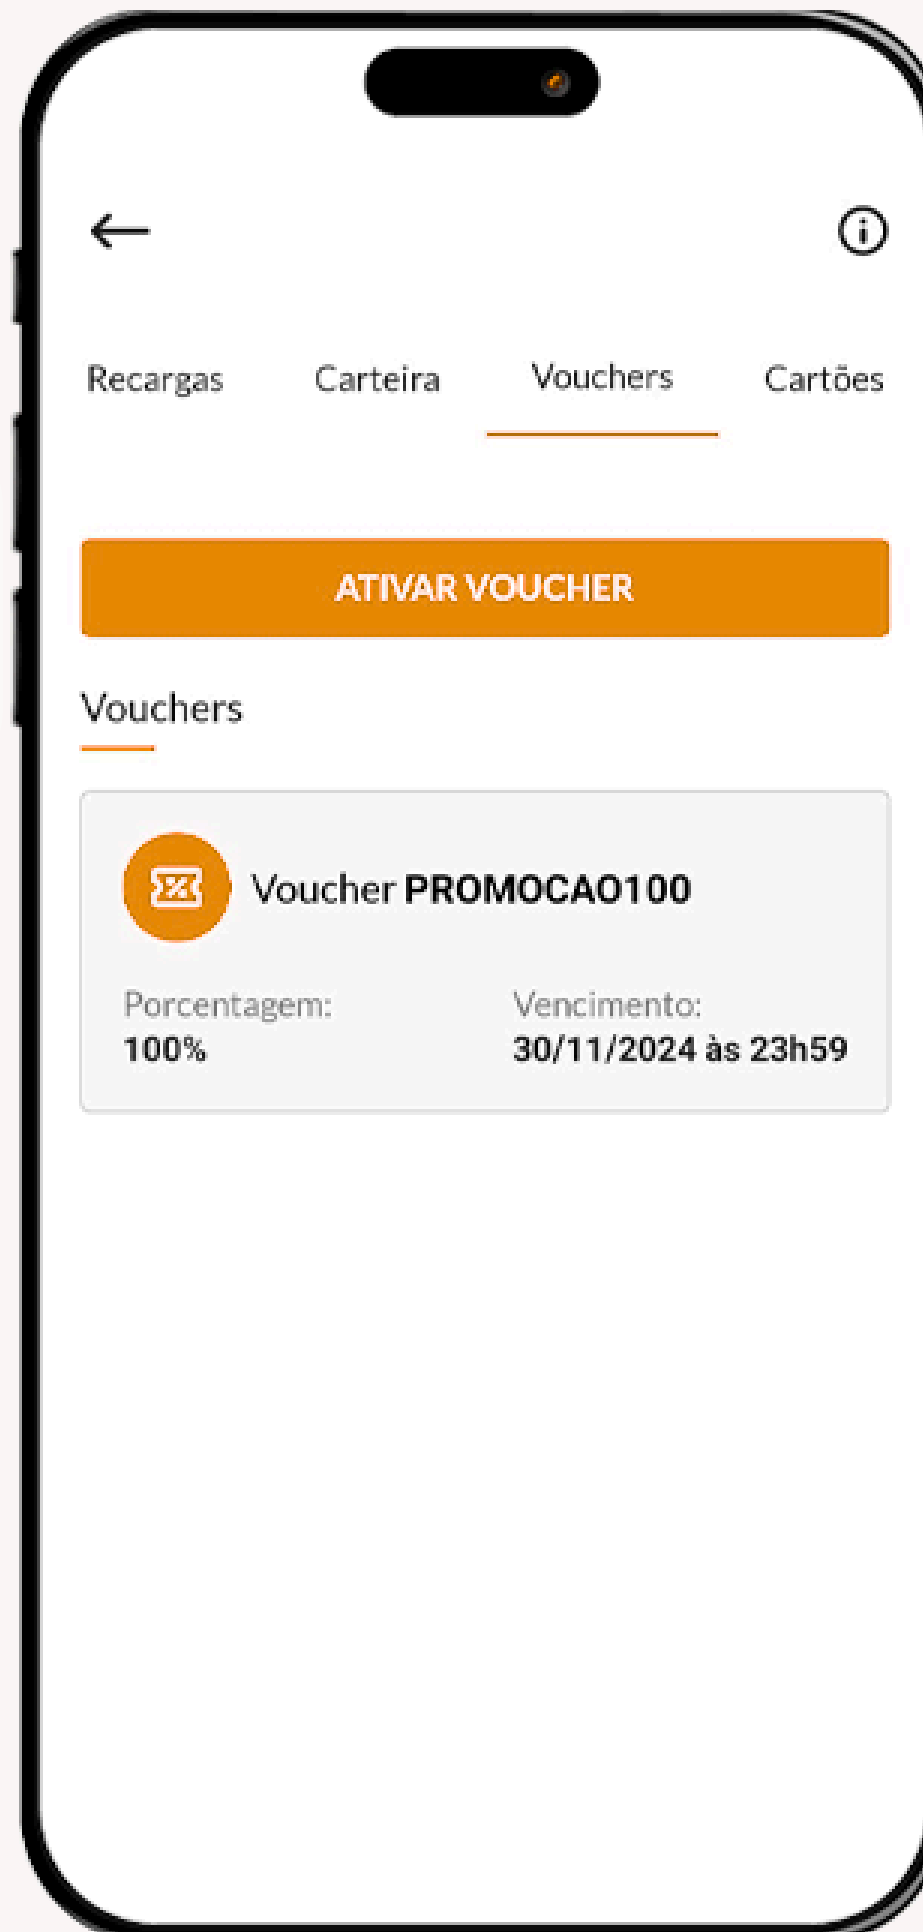 Recargas Carteira Vouchers Cartões
ATIVAR VOUCHER
Vouchers
Voucher PROMOCAO100
Porcentagem: Vencimento:
100% 30/11/2024 às 23h59